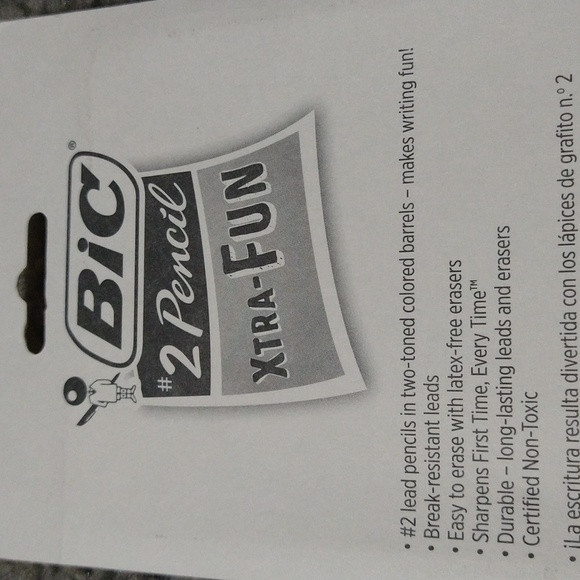 BiC®
#2 Pencil
XTRA-FUN
• #2 lead pencils in two-toned colored barrels – makes writing fun!
• Break-resistant leads
• Easy to erase with latex-free erasers
• Sharpens First Time, Every Time™
• Durable – long-lasting leads and erasers
• Certified Non-Toxic
• ¡La escritura resulta divertida con los lápices de grafito n.º 2